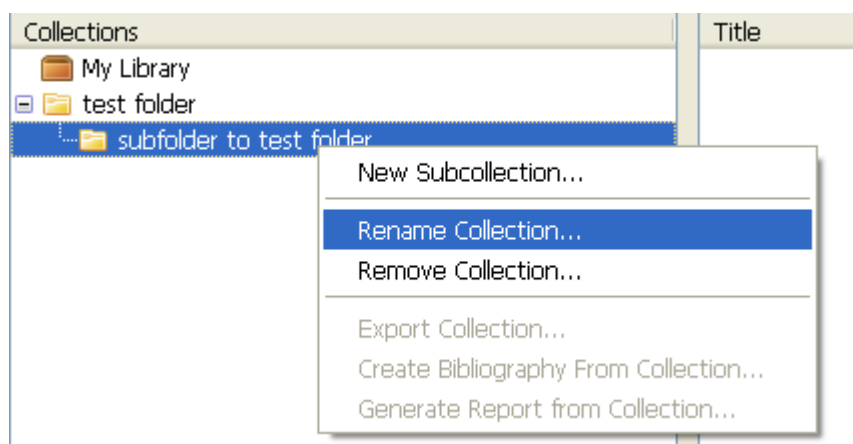 Collections
Title
My Library
test folder
subfolder to test folder
New Subcollection...
Rename Collection...
Remove Collection...
Export Collection...
Create Bibliography From Collection...
Generate Report from Collection...